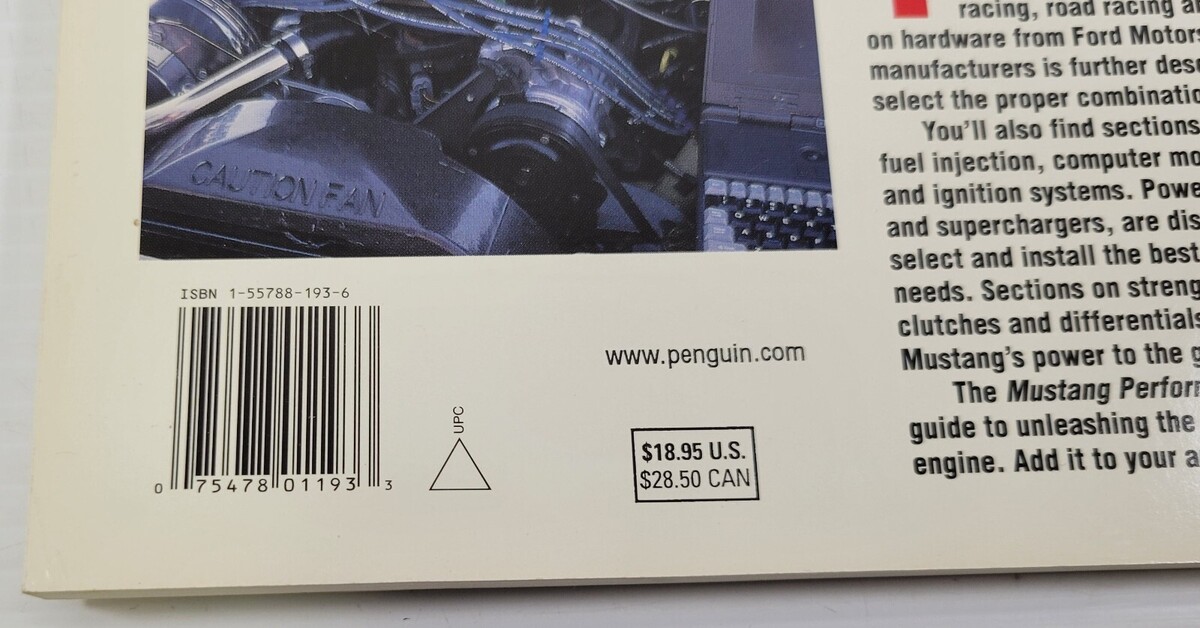 CAUTION FAN
ISBN 1-55788-193-6
0 75478 01193 3
UPC
www.penguin.com
$18.95 U.S.
$28.50 CAN
racing, road racing a
on hardware from Ford Motors
manufacturers is further desc
select the proper combinatio
You'll also find sections
fuel injection, computer mo
and ignition systems. Powe
and superchargers, are dis
select and install the best
needs. Sections on streng
clutches and differentials
Mustang's power to the g
The Mustang Perform
guide to unleashing the
engine. Add it to your a